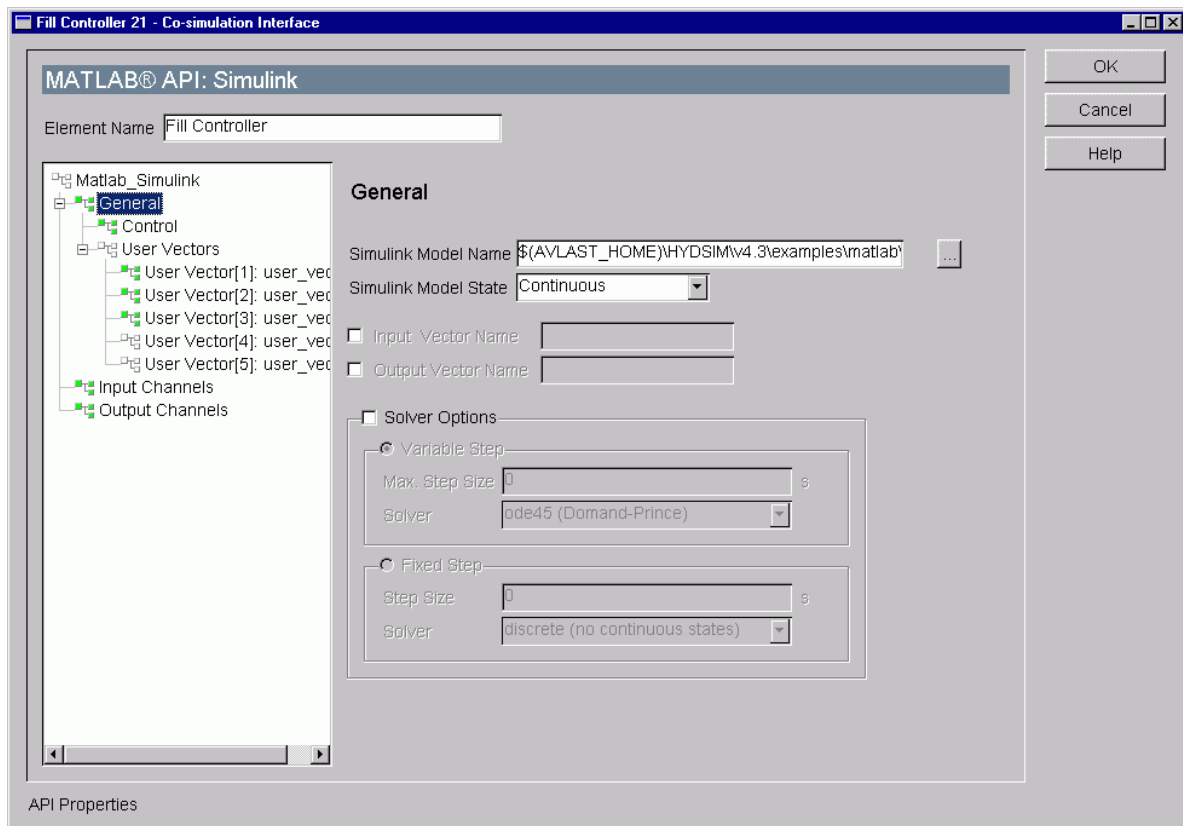 Fill Controller 21 - Co-simulation Interface
MATLAB® API: Simulink
OK
Cancel
Help
Element Name Fill Controller
Matlab_Simulink
General
Control
User Vectors
User Vector[1]: user_vec
User Vector[2]: user_vec
User Vector[3]: user_vec
User Vector[4]: user_vec
User Vector[5]: user_vec
Input Channels
Output Channels
General
Simulink Model Name $(AVLAST_HOME)\HYDSIM\v4.3\examples\matlab\ ...
Simulink Model State Continuous
Input Vector Name
Output Vector Name
Solver Options
Variable Step
Max. Step Size 0 s
Solver ode45 (Domand-Prince)
Fixed Step
Step Size 0 s
Solver discrete (no continuous states)
API Properties